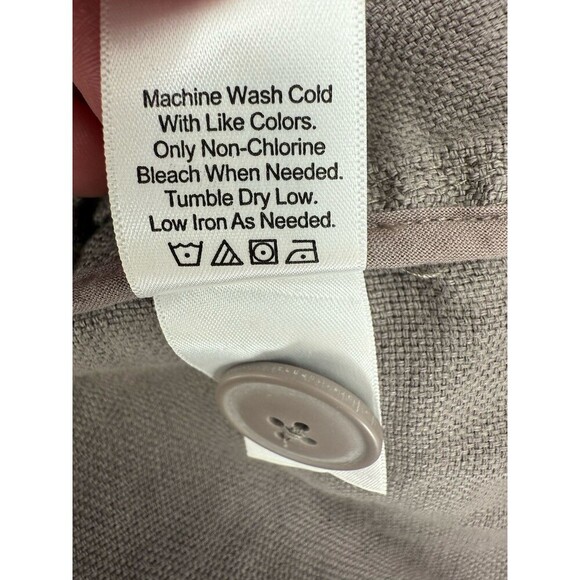 Machine Wash Cold
With Like Colors.
Only Non-Chlorine
Bleach When Needed.
Tumble Dry Low.
Low Iron As Needed.